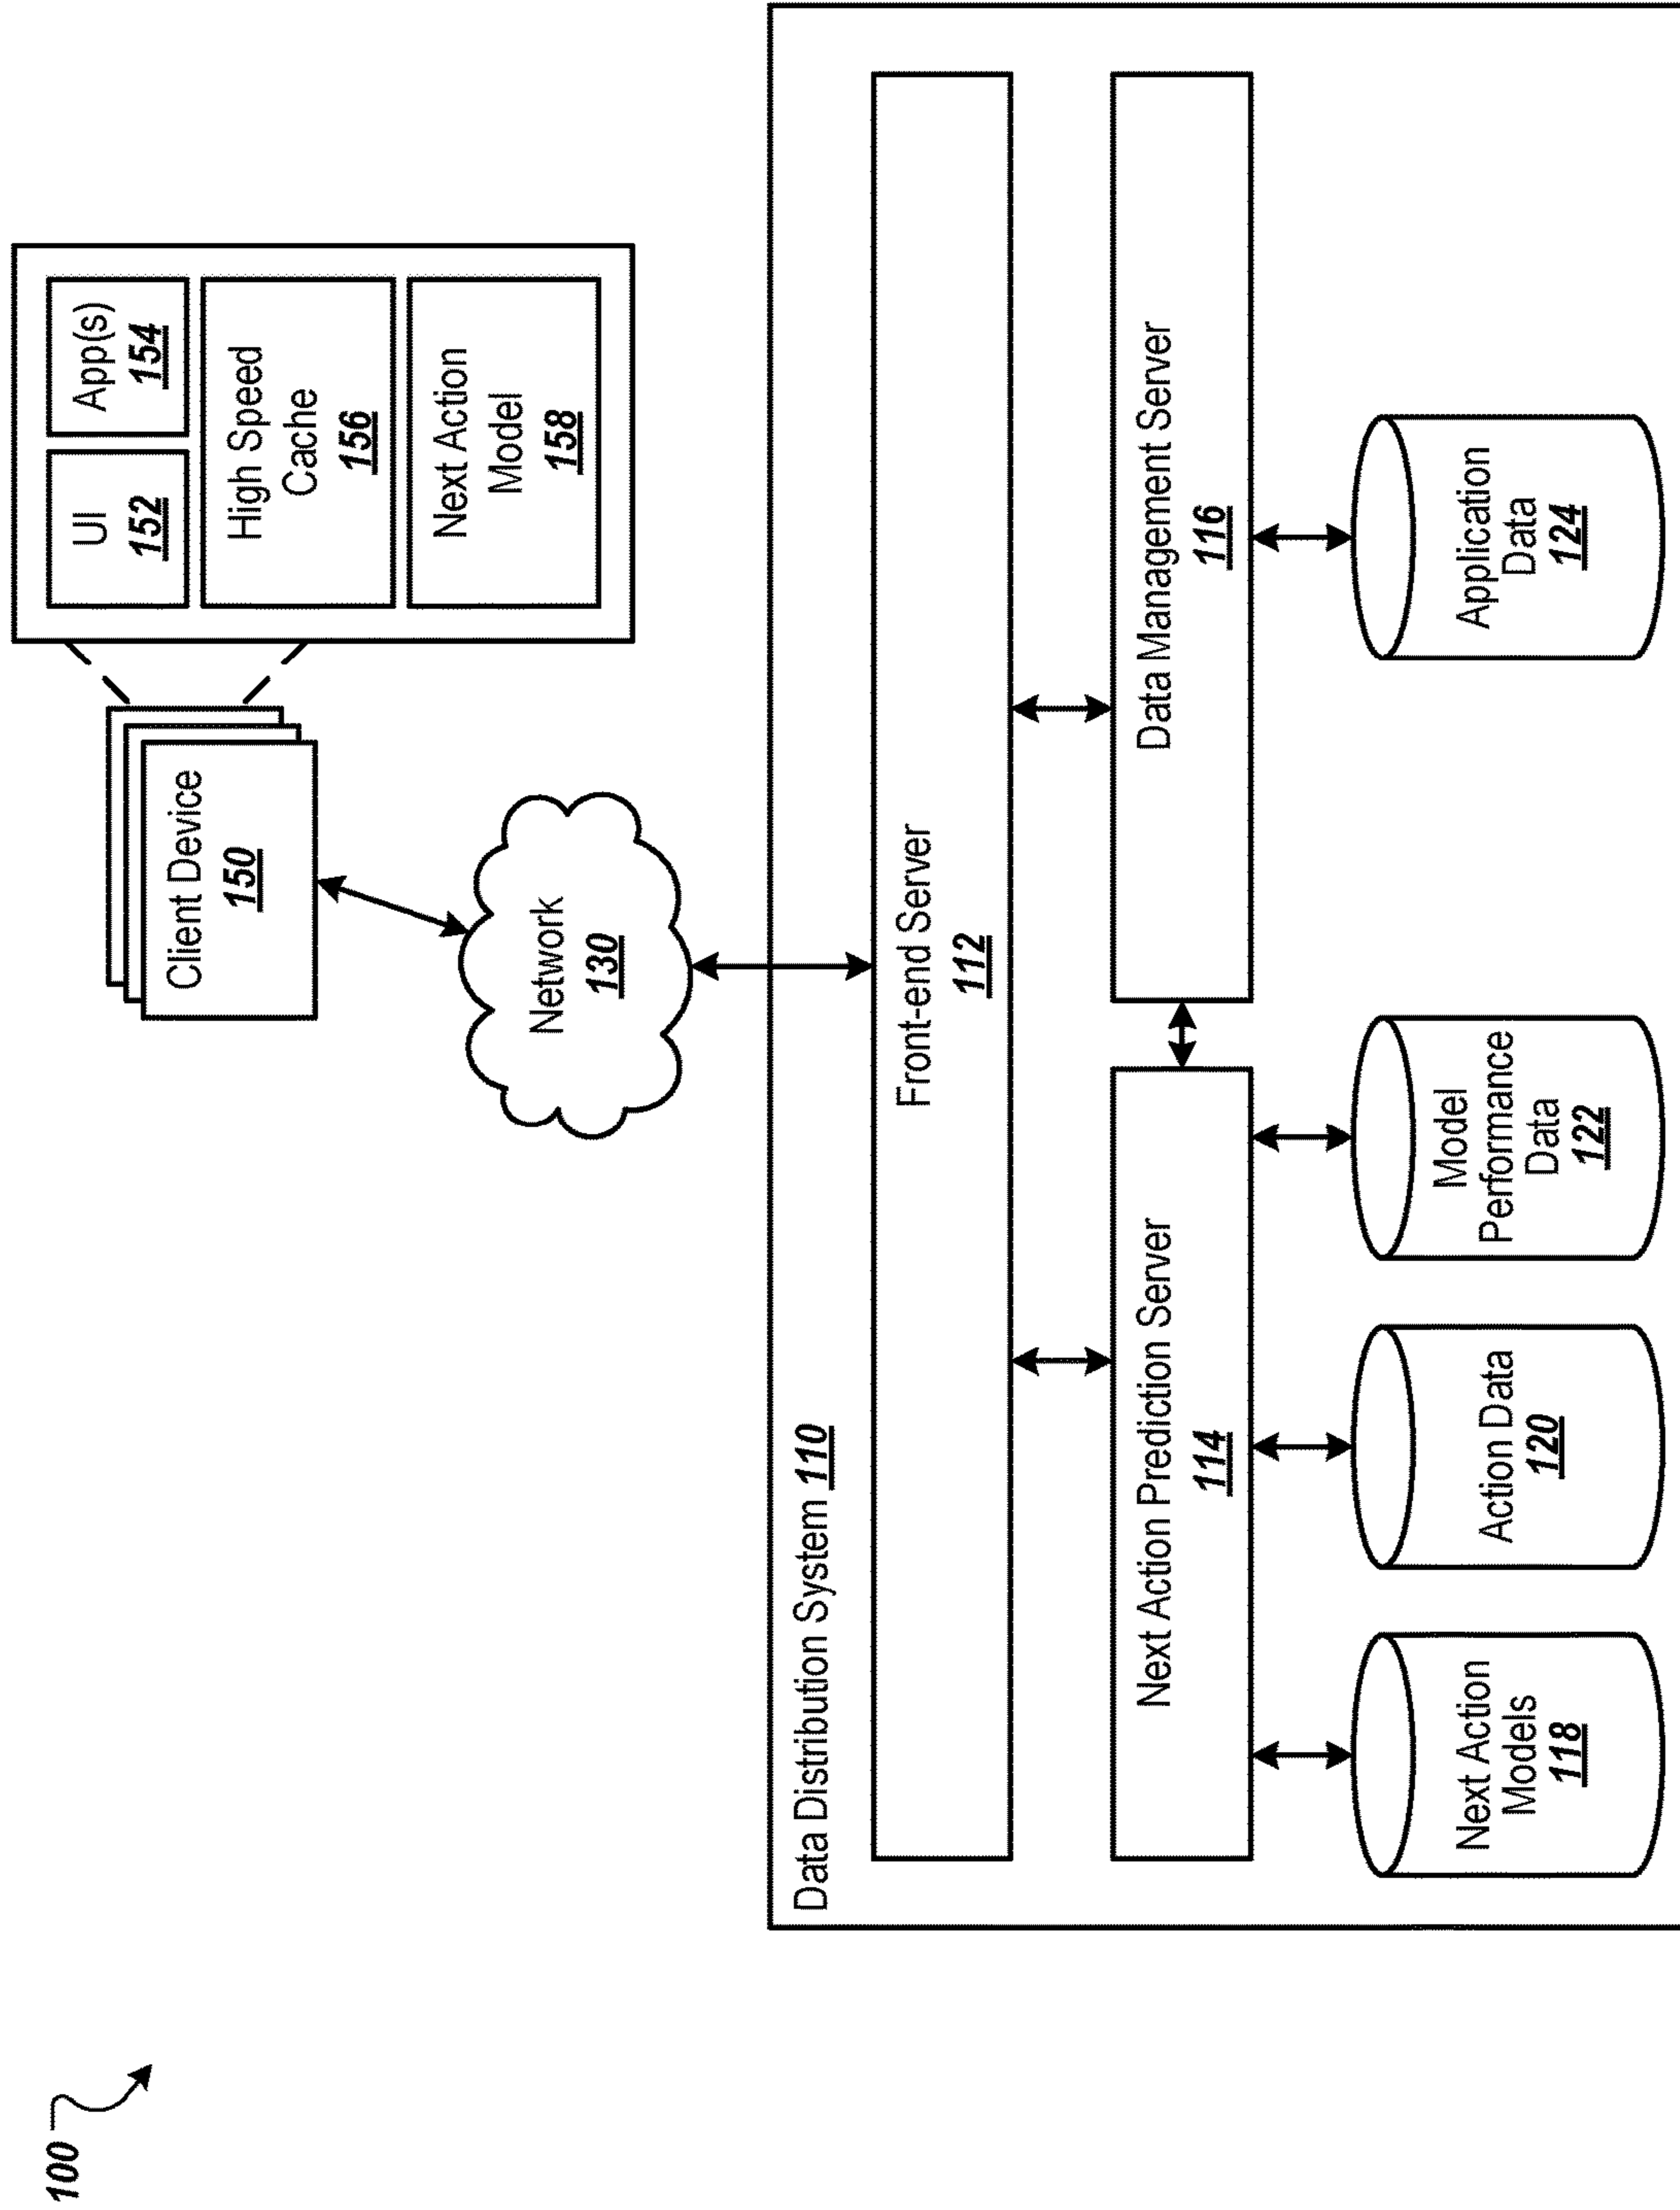 100
UI
152
App(s)
154
High Speed
Cache
156
Next Action
Model
158
Client Device
150
Network
130
Data Distribution System 110
Front-end Server
112
Next Action Prediction Server
114
Data Management Server
116
Next Action
Models
118
Action Data
120
Model
Performance
Data
122
Application
Data
124